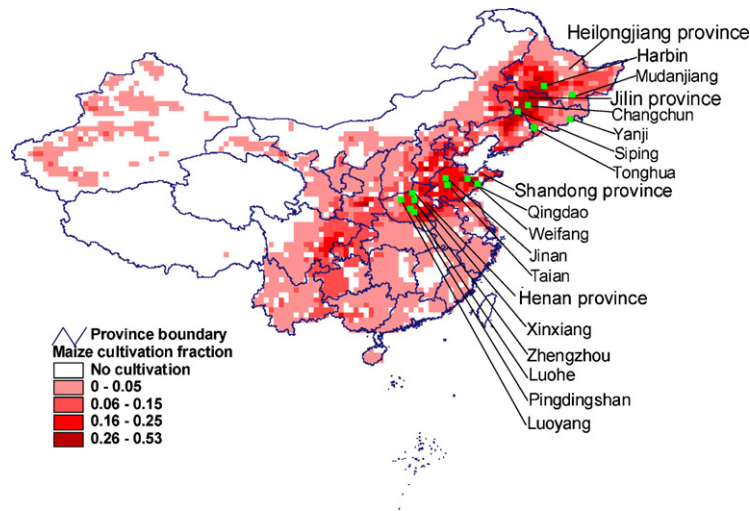 Heilongjiang province
Harbin
Mudanjiang
Jilin province
Changchun
Yanji
Siping
Tonghua
Shandong province
Qingdao
Weifang
Jinan
Taian
Henan province
Xinxiang
Zhengzhou
Luohe
Pingdingshan
Luoyang
Province boundary
Maize cultivation fraction
No cultivation
0 - 0.05
0.06 - 0.15
0.16 - 0.25
0.26 - 0.53